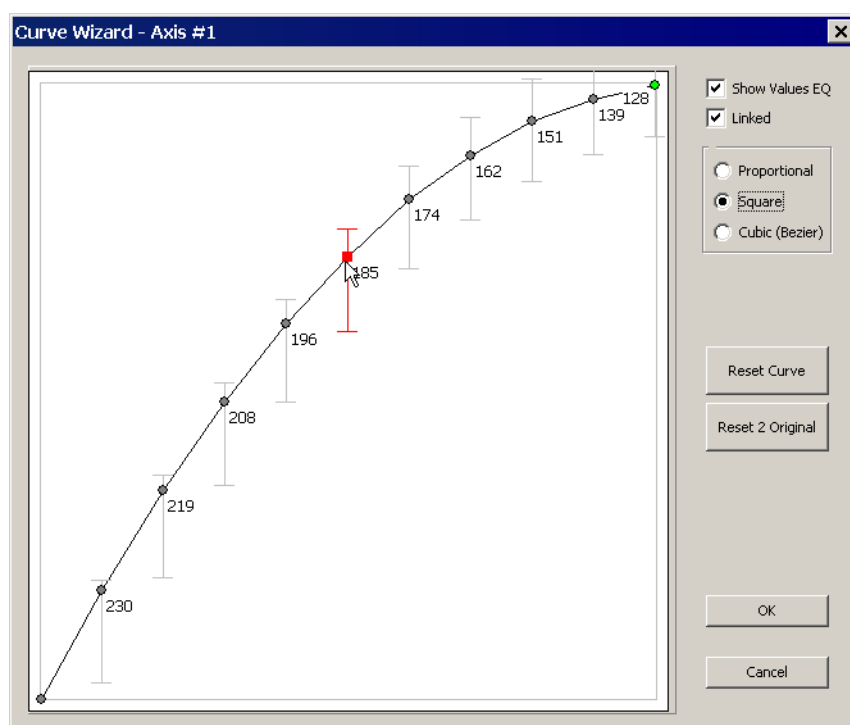 Curve Wizard - Axis #1
Show Values EQ
Linked
Proportional
Square
Cubic (Bezier)
128
139
151
162
174
185
196
208
219
230
Reset Curve
Reset 2 Original
OK
Cancel